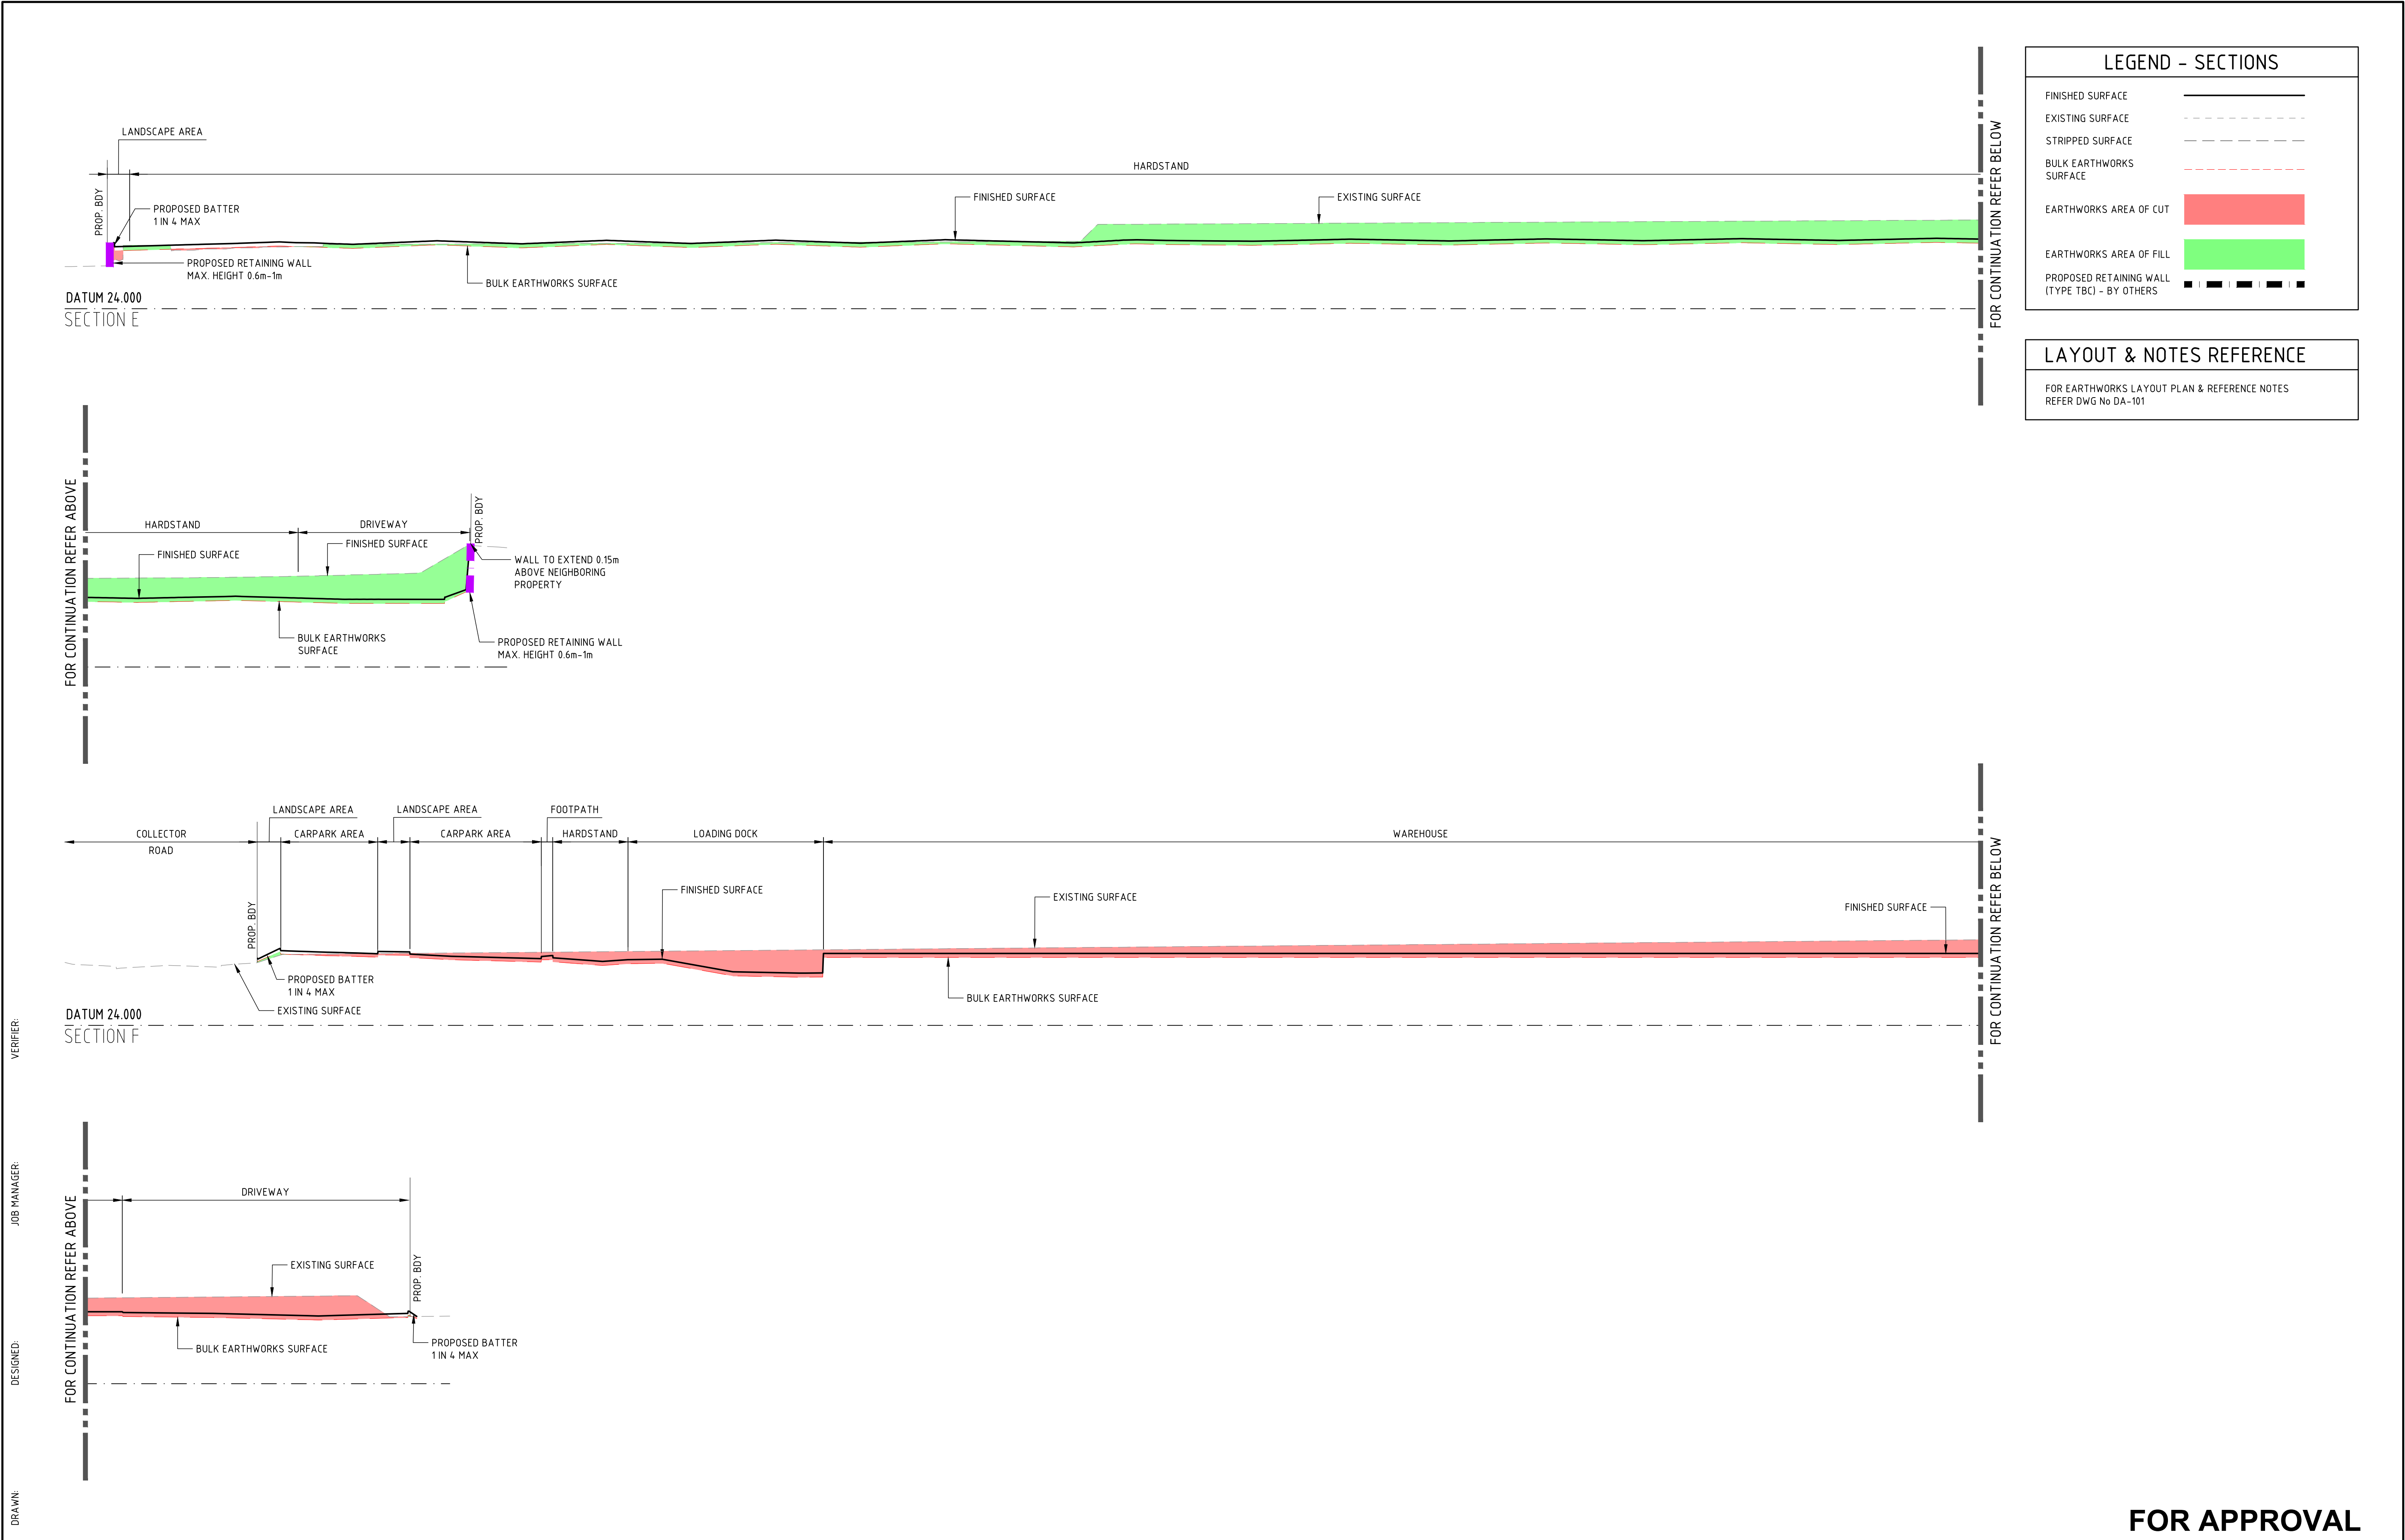 LEGEND - SECTIONS
FINISHED SURFACE
EXISTING SURFACE
STRIPPED SURFACE
BULK EARTHWORKS
SURFACE
EARTHWORKS AREA OF CUT
EARTHWORKS AREA OF FILL
PROPOSED RETAINING WALL
(TYPE TBC) - BY OTHERS
LAYOUT & NOTES REFERENCE
FOR EARTHWORKS LAYOUT PLAN & REFERENCE NOTES
REFER DWG No DA-101
LANDSCAPE AREA
HARDSTAND
PROP. BDY
PROPOSED BATTER
1 IN 4 MAX
FINISHED SURFACE
EXISTING SURFACE
PROPOSED RETAINING WALL
MAX. HEIGHT 0.6m-1m
BULK EARTHWORKS SURFACE
DATUM 24.000
SECTION E
FOR CONTINUATION REFER BELOW
FOR CONTINUATION REFER ABOVE
HARDSTAND
DRIVEWAY
PROP. BDY
FINISHED SURFACE
FINISHED SURFACE
WALL TO EXTEND 0.15m
ABOVE NEIGHBORING
PROPERTY
BULK EARTHWORKS
SURFACE
PROPOSED RETAINING WALL
MAX. HEIGHT 0.6m-1m
LANDSCAPE AREA
LANDSCAPE AREA
FOOTPATH
COLLECTOR
ROAD
CARPARK AREA
CARPARK AREA
HARDSTAND
LOADING DOCK
WAREHOUSE
PROP. BDY
FINISHED SURFACE
EXISTING SURFACE
FINISHED SURFACE
PROPOSED BATTER
1 IN 4 MAX
EXISTING SURFACE
BULK EARTHWORKS SURFACE
DATUM 24.000
SECTION F
FOR CONTINUATION REFER BELOW
FOR CONTINUATION REFER ABOVE
DRIVEWAY
EXISTING SURFACE
PROP. BDY
BULK EARTHWORKS SURFACE
PROPOSED BATTER
1 IN 4 MAX
VERIFIER:
JOB MANAGER:
DESIGNED:
DRAWN:
FOR APPROVAL